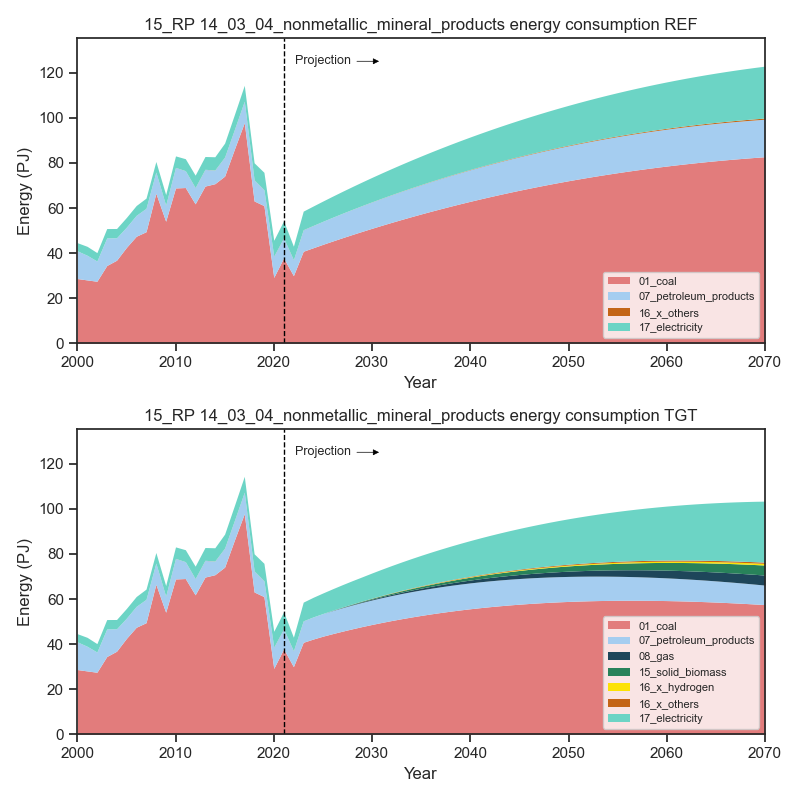 15_RP 14_03_04_nonmetallic_mineral_products energy consumption REF
Projection
Energy (PJ)
120
100
80
60
40
20
0
01_coal
07_petroleum_products
16_x_others
17_electricity
2000 2010 2020 2030 2040 2050 2060 2070
Year
15_RP 14_03_04_nonmetallic_mineral_products energy consumption TGT
Projection
Energy (PJ)
120
100
80
60
40
20
0
01_coal
07_petroleum_products
08_gas
15_solid_biomass
16_x_hydrogen
16_x_others
17_electricity
2000 2010 2020 2030 2040 2050 2060 2070
Year